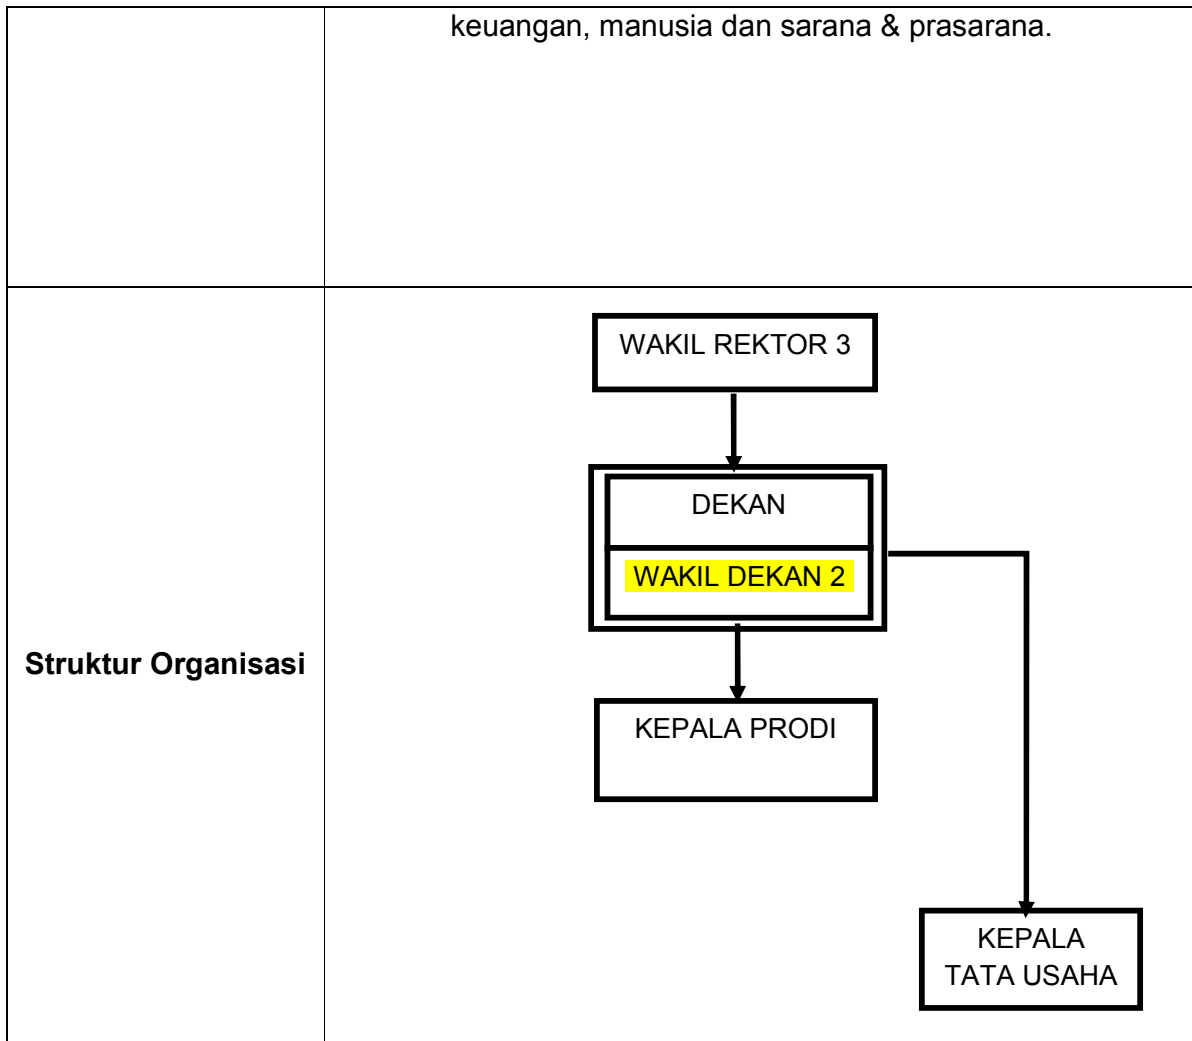 keuangan, manusia dan sarana & prasarana.
Struktur Organisasi
WAKIL REKTOR 3
DEKAN
WAKIL DEKAN 2
KEPALA PRODI
KEPALA
TATA USAHA